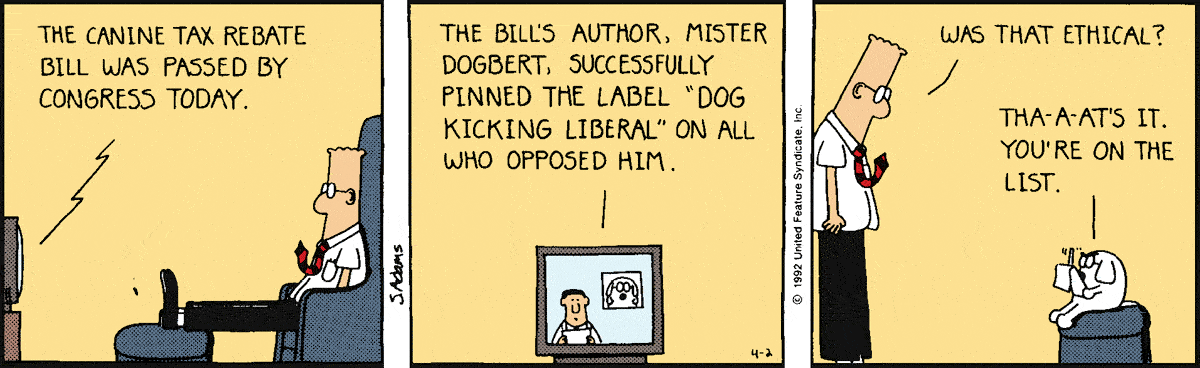 THE CANINE TAX REBATE
BILL WAS PASSED BY
CONGRESS TODAY.
S.Adams
THE BILL'S AUTHOR, MISTER
DOGBERT, SUCCESSFULLY
PINNED THE LABEL "DOG
KICKING LIBERAL" ON ALL
WHO OPPOSED HIM.
4-2
© 1992 United Feature Syndicate, Inc.
WAS THAT ETHICAL?
THA-A-AT'S IT.
YOU'RE ON THE
LIST.